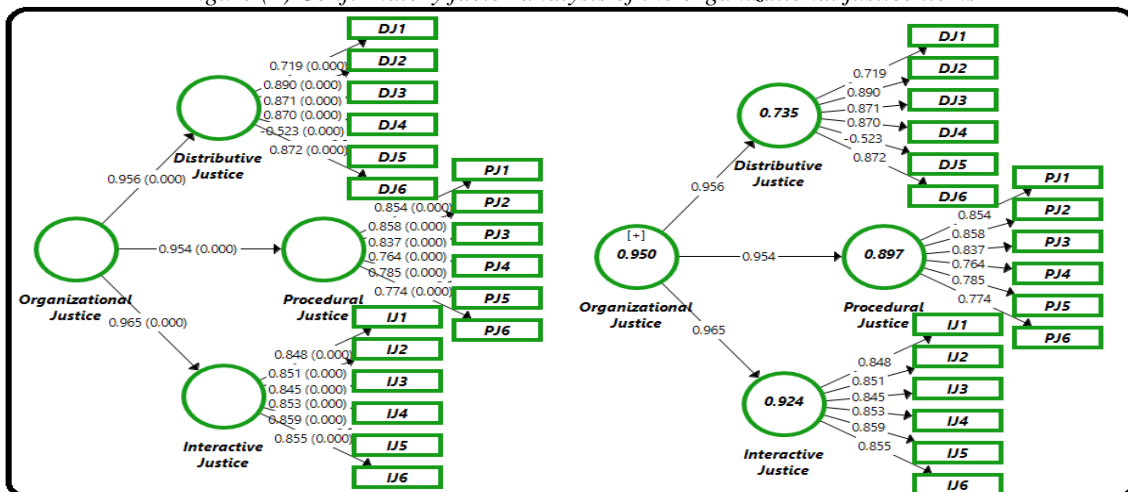 DJ1
0.719 (0.000)
DJ2
0.890 (0.000)
0.871 (0.000)
DJ3
0.870 (0.000)
DJ4
-0.523 (0.000)
0.872 (0.000)
DJ5
DJ6
Distributive
Justice
0.956 (0.000)
PJ1
0.854 (0.000)
PJ2
0.858 (0.000)
0.837 (0.000)
PJ3
0.764 (0.000)
PJ4
0.785 (0.000)
0.774 (0.000)
PJ5
PJ6
0.954 (0.000)
Organizational
Justice
Procedural
Justice
0.965 (0.000)
IJ1
0.848 (0.000)
IJ2
0.851 (0.000)
0.845 (0.000)
IJ3
0.853 (0.000)
IJ4
0.859 (0.000)
0.855 (0.000)
IJ5
IJ6
Interactive
Justice
DJ1
0.719
DJ2
0.890
0.871
DJ3
0.735
0.870
DJ4
-0.523
0.872
DJ5
DJ6
Distributive
Justice
0.956
PJ1
0.854
PJ2
0.858
0.837
PJ3
0.764
PJ4
0.785
0.774
PJ5
PJ6
[+]
0.950
0.954
0.897
Organizational
Justice
Procedural
Justice
0.965
IJ1
0.848
IJ2
0.851
0.845
IJ3
0.853
0.924
IJ4
0.859
0.855
IJ5
IJ6
Interactive
Justice